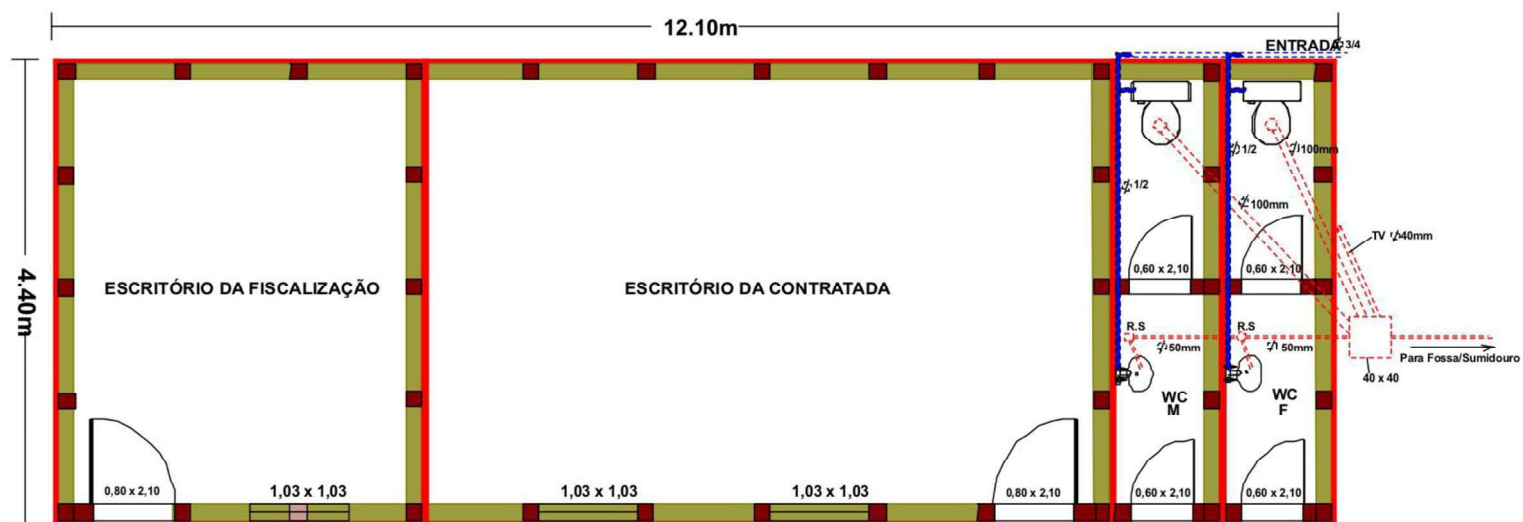 12.10m
ENTRADA
3/4
4.40m
1/2
100mm
1/2
100mm
TV 40mm
0,60 x 2,10
0,60 x 2,10
ESCRITÓRIO DA FISCALIZAÇÃO
ESCRITÓRIO DA CONTRATADA
R.S
R.S
50mm
50mm
Para Fossa/Sumidouro
40 x 40
WC
M
WC
F
0,80 x 2,10
1,03 x 1,03
1,03 x 1,03
1,03 x 1,03
0,80 x 2,10
0,60 x 2,10
0,60 x 2,10